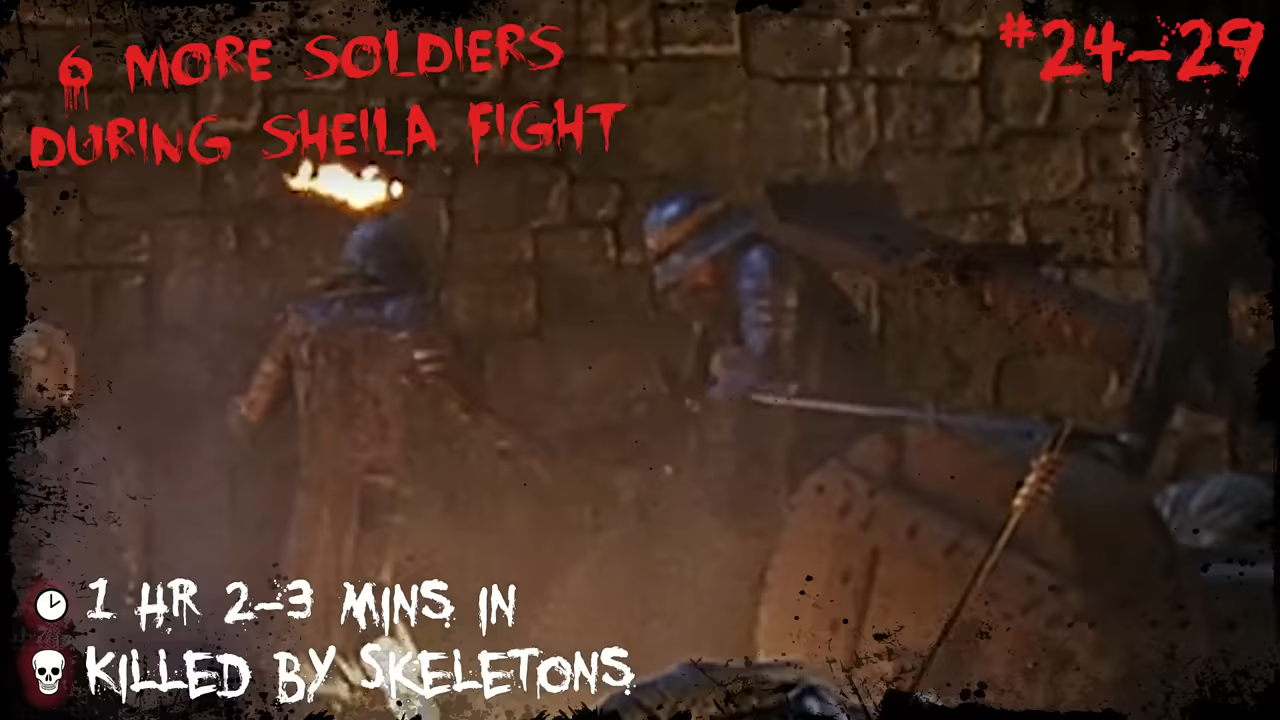 6 MORE SOLDIERS
DURING SHEILA FIGHT
#24-29
1 HR 2-3 MINS IN
KILLED BY SKELETONS